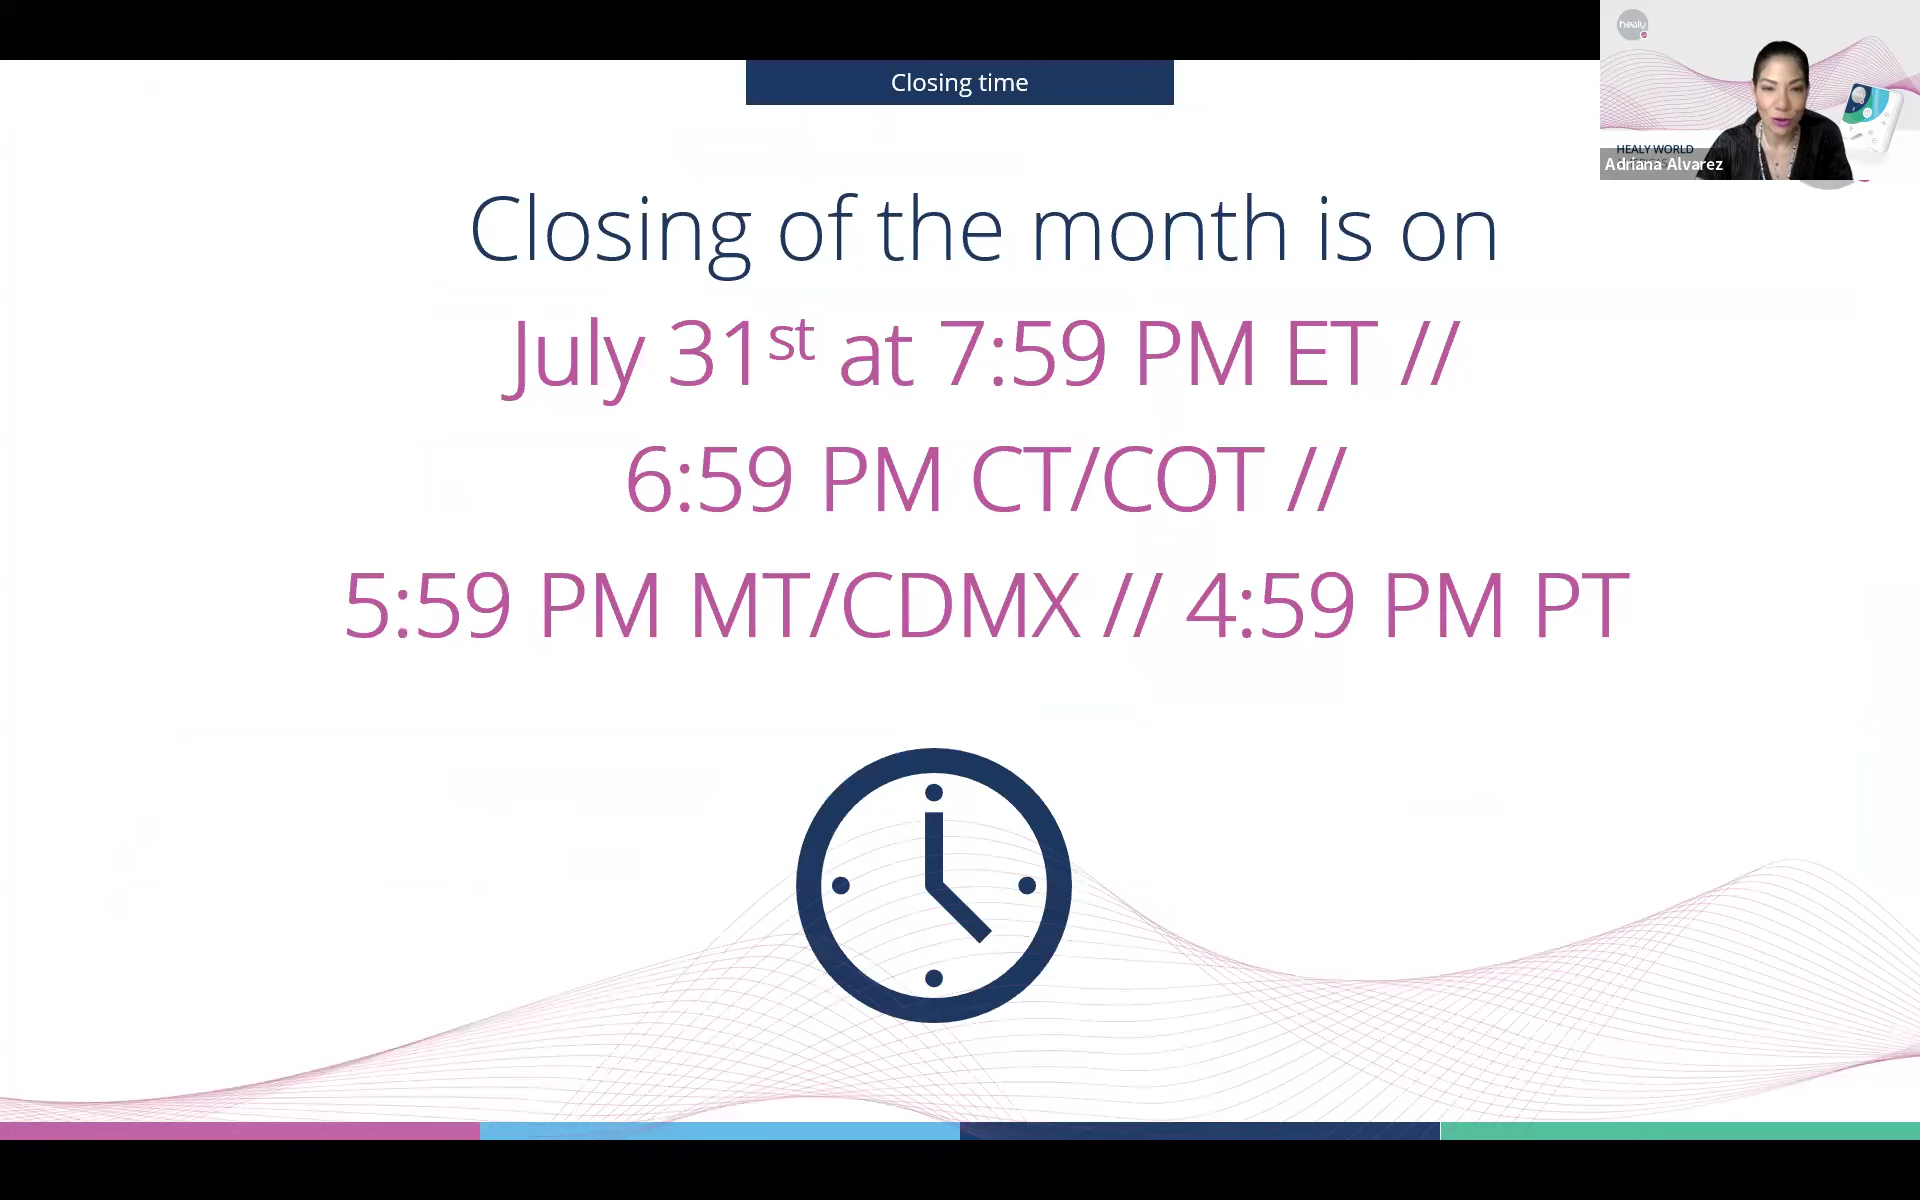 Closing time
healy
HEALY WORLD
Adriana Alvarez
Closing of the month is on
July 31st at 7:59 PM ET //
6:59 PM CT/COT //
5:59 PM MT/CDMX // 4:59 PM PT